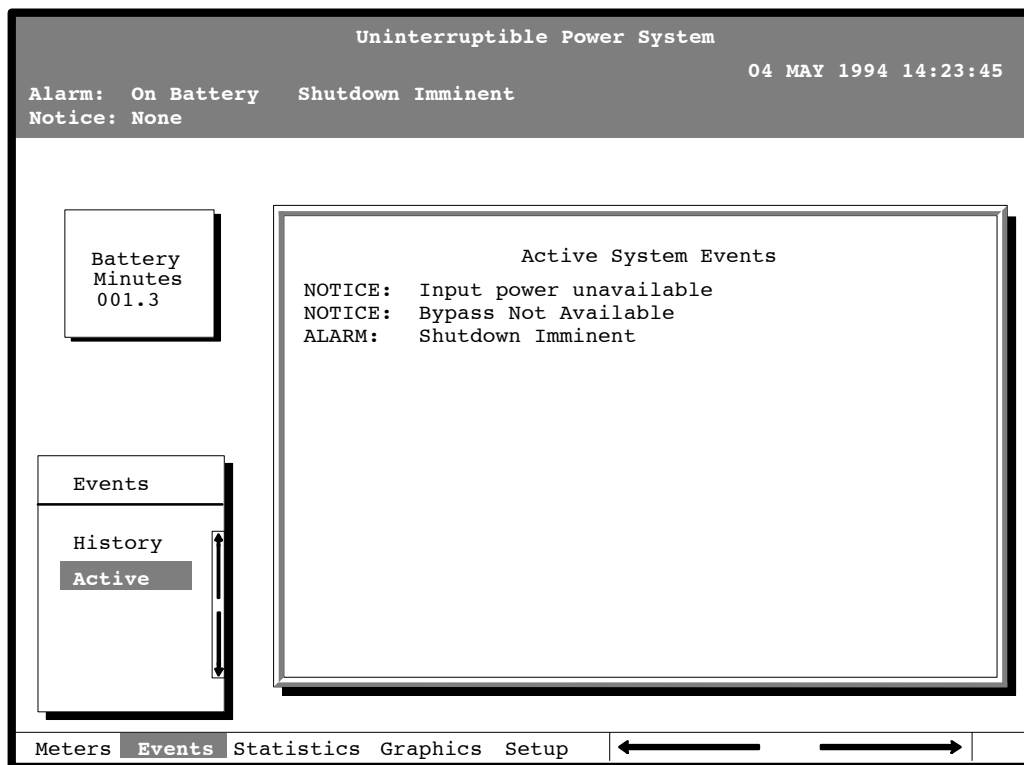 Uninterruptible Power System
04 MAY 1994 14:23:45
Alarm: On Battery Shutdown Imminent
Notice: None
Battery
Minutes
001.3
Active System Events
NOTICE: Input power unavailable
NOTICE: Bypass Not Available
ALARM: Shutdown Imminent
Events
History
Active
Meters Events Statistics Graphics Setup